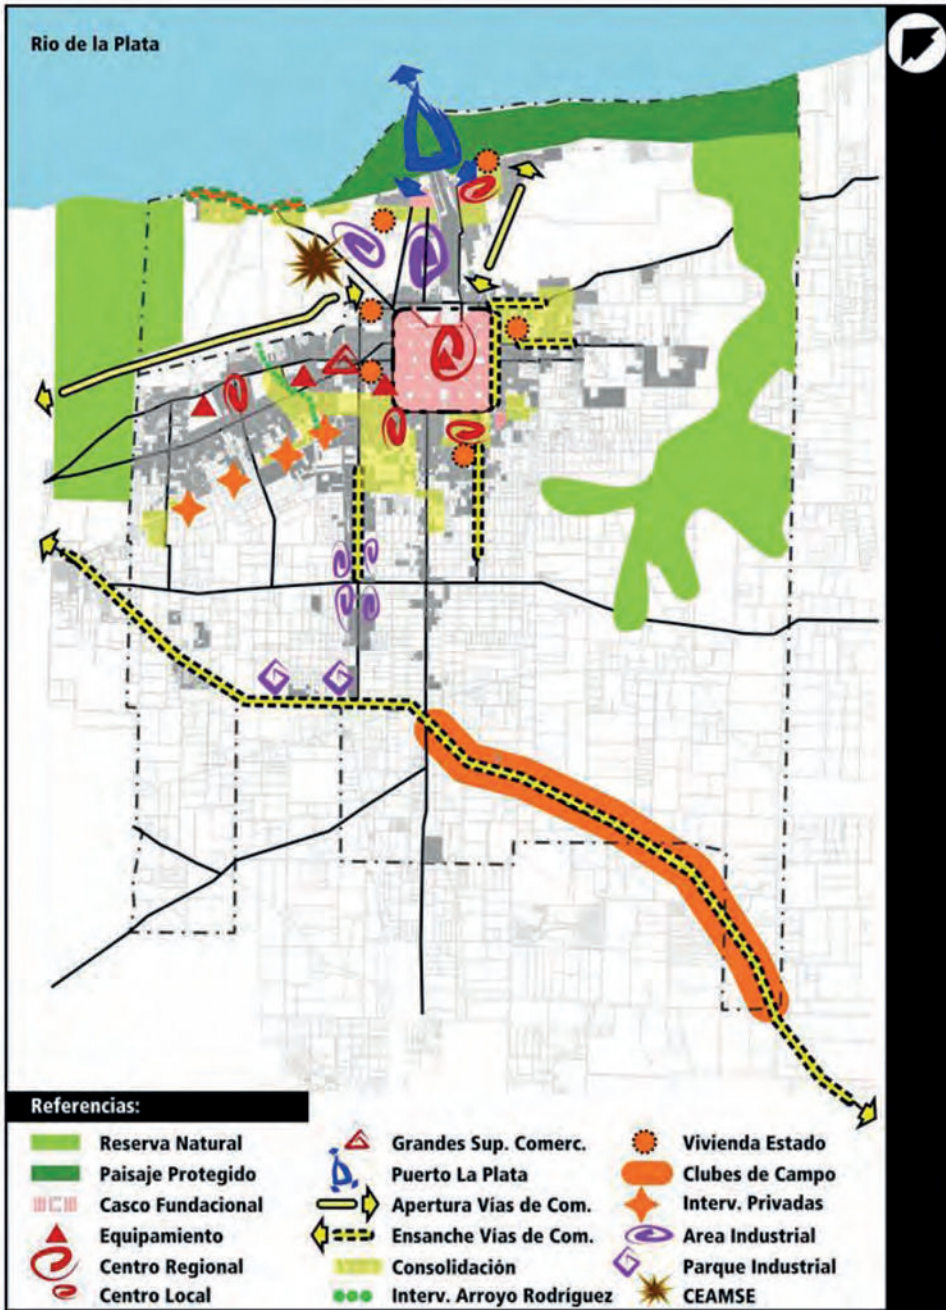 Rio de la Plata
Referencias:
Reserva Natural
Paisaje Protegido
Casco Fundacional
Equipamiento
Centro Regional
Centro Local
Grandes Sup. Comerc.
Puerto La Plata
Apertura Vías de Com.
Ensanche Vías de Com.
Consolidación
Interv. Arroyo Rodríguez
Vivienda Estado
Clubes de Campo
Interv. Privadas
Area Industrial
Parque Industrial
CEAMSE